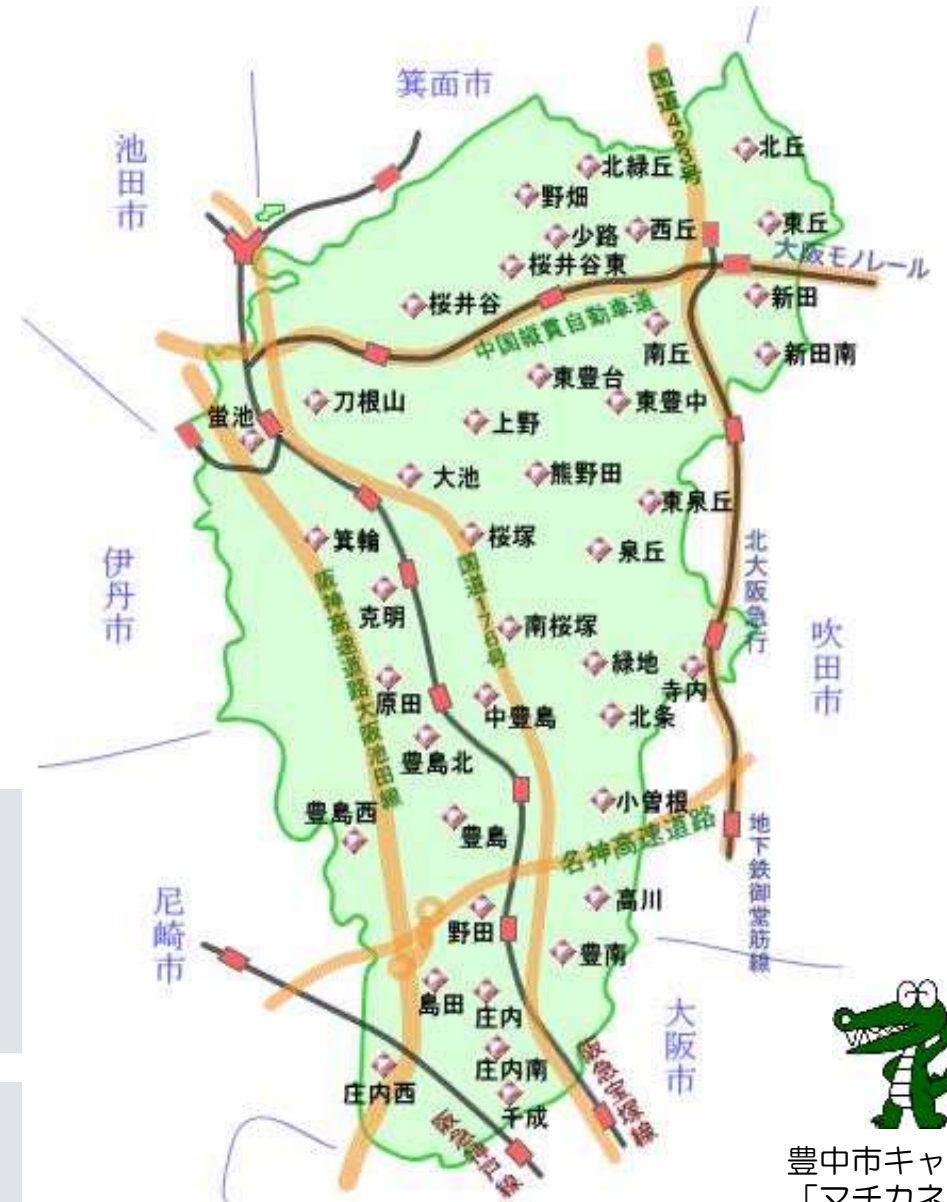 箕面市
池田市
国道423号
北丘
北緑丘
野畑
東丘
少路
西丘
大阪モノレール
桜井谷東
新田
桜井谷
中国縦貫自動車道
南丘
新田南
東豊台
刀根山
東豊中
蛍池
上野
大池
熊野田
東泉丘
箕輪
桜塚
泉丘
北大阪急行
伊丹市
阪神高速道路大阪池田線
克明
国道176号
南桜塚
吹田市
緑地
寺内
原田
中豊島
北条
豊島北
豊島西
小曽根
豊島
名神高速道路
地下鉄御堂筋線
尼崎市
高川
野田
豊南
島田
庄内
大阪市
庄内南
阪急宝塚線
庄内西
千成
阪急神戸線
豊中市キャ
「マチカネ